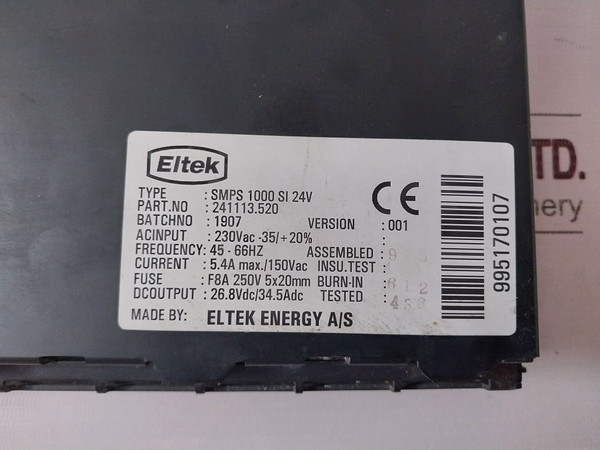 Eltek
TYPE : SMPS 1000 SI 24V
PART.NO : 241113.520
BATCHNO : 1907 VERSION : 001
ACINPUT : 230Vac -35/+20% :
FREQUENCY: 45 - 66HZ ASSEMBLED :
CURRENT : 5.4A max./150Vac INSU.TEST :
FUSE : F8A 250V 5x20mm BURN-IN : 812
DCOUTPUT : 26.8Vdc/34.5Adc TESTED :
MADE BY: ELTEK ENERGY A/S
CE
995170107
LTD.